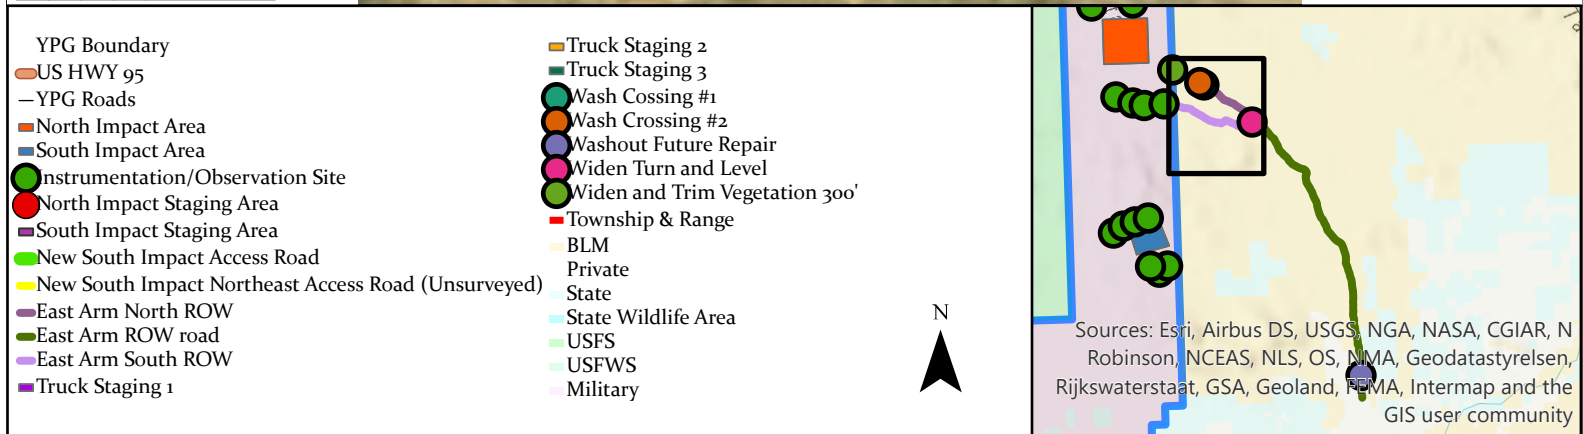 YPG Boundary
US HWY 95
YPG Roads
North Impact Area
South Impact Area
Instrumentation/Observation Site
North Impact Staging Area
South Impact Staging Area
New South Impact Access Road
New South Impact Northeast Access Road (Unsurveyed)
East Arm North ROW
East Arm ROW road
East Arm South ROW
Truck Staging 1
Truck Staging 2
Truck Staging 3
Wash Cossing #1
Wash Crossing #2
Washout Future Repair
Widen Turn and Level
Widen and Trim Vegetation 300'
Township & Range
BLM
Private
State
State Wildlife Area
USFS
USFWS
Military
N
Sources: Esri, Airbus DS, USGS, NGA, NASA, CGIAR, N
Robinson, NCEAS, NLS, OS, NMA, Geodatastyrelsen,
Rijkswaterstaat, GSA, Geoland, FEMA, Intermap and the
GIS user community